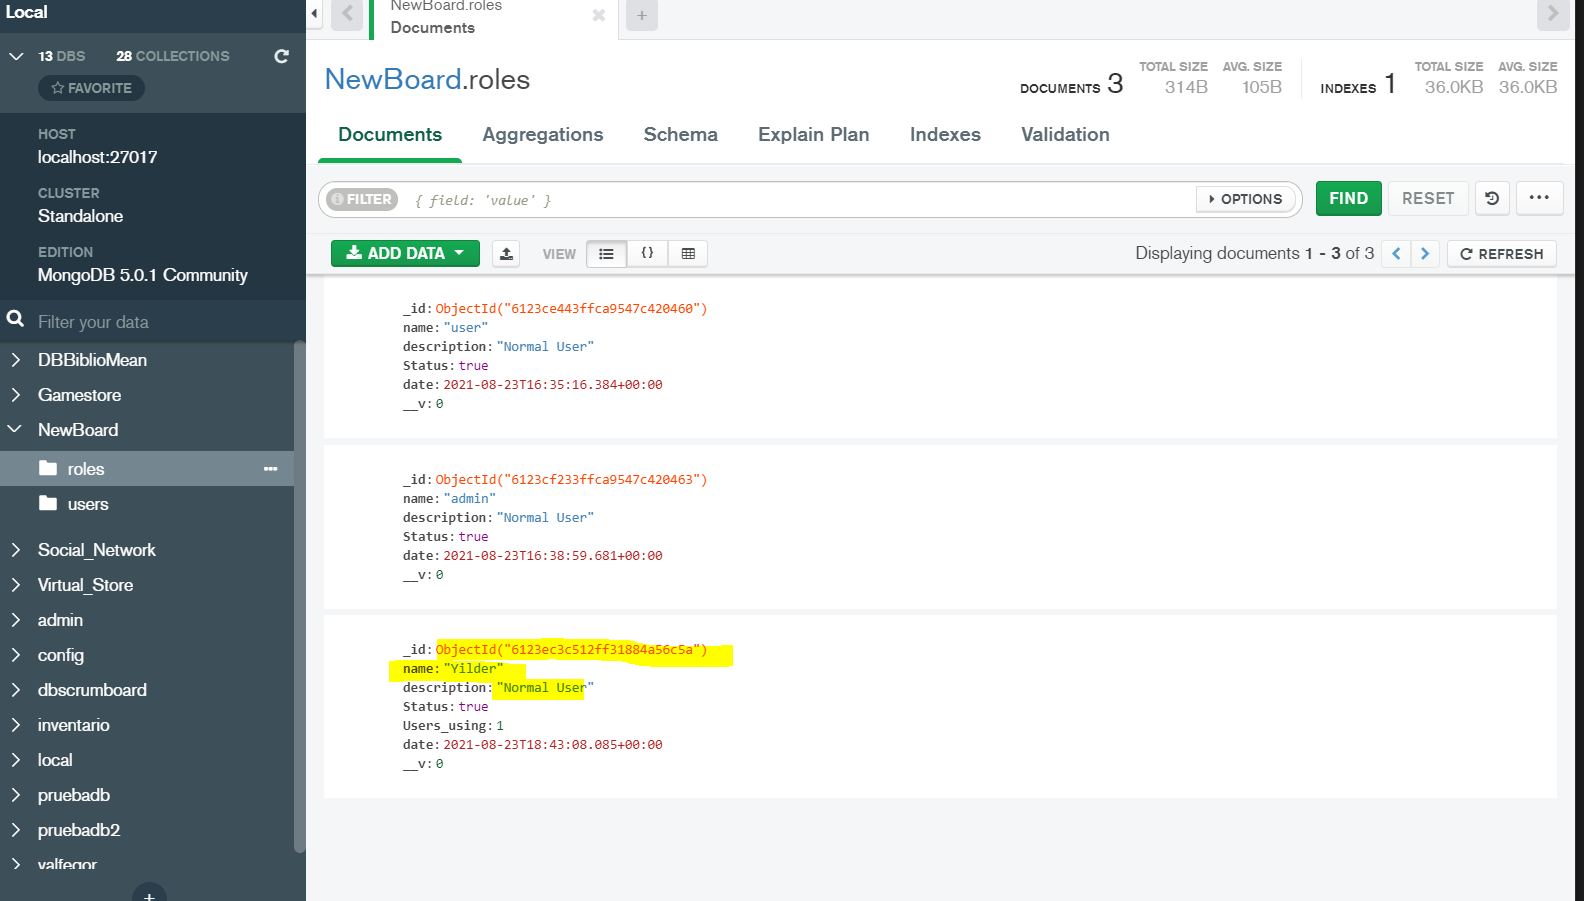 Local
13 DBS 28 COLLECTIONS
FAVORITE
HOST
localhost:27017
CLUSTER
Standalone
EDITION
MongoDB 5.0.1 Community
Filter your data
DBBiblioMean
Gamestore
NewBoard
roles
users
Social_Network
Virtual_Store
admin
config
dbscrumboard
inventario
local
pruebadb
pruebadb2
valfegor
NewBoard.roles
Documents
NewBoard.roles
DOCUMENTS 3 TOTAL SIZE 314B AVG. SIZE 105B
INDEXES 1 TOTAL SIZE 36.0KB AVG. SIZE 36.0KB
Documents Aggregations Schema Explain Plan Indexes Validation
FILTER { field: 'value' } OPTIONS FIND RESET ...
ADD DATA VIEW {} Displaying documents 1 - 3 of 3 < > REFRESH
_id: ObjectId("6123ce443ffca9547c420460")
name: "user"
description: "Normal User"
Status: true
date: 2021-08-23T16:35:16.384+00:00
__v: 0
_id: ObjectId("6123cf233ffca9547c420463")
name: "admin"
description: "Normal User"
Status: true
date: 2021-08-23T16:38:59.681+00:00
__v: 0
_id: ObjectId("6123ec3c512ff31884a56c5a")
name: "Yilder"
description: "Normal User"
Status: true
Users_using: 1
date: 2021-08-23T18:43:08.085+00:00
__v: 0